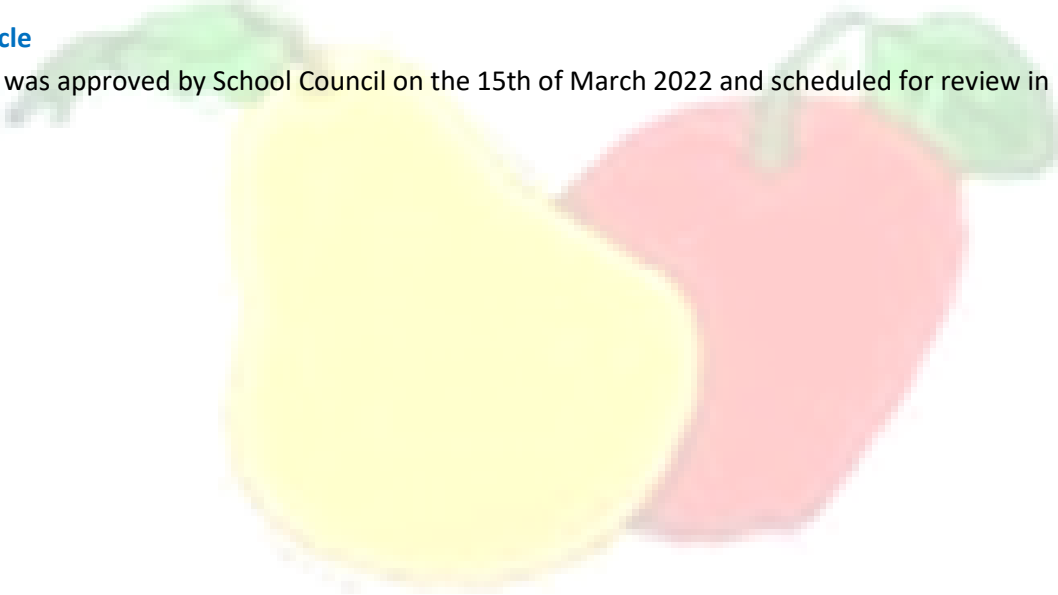 cle
was approved by School Council on the 15th of March 2022 and scheduled for review in